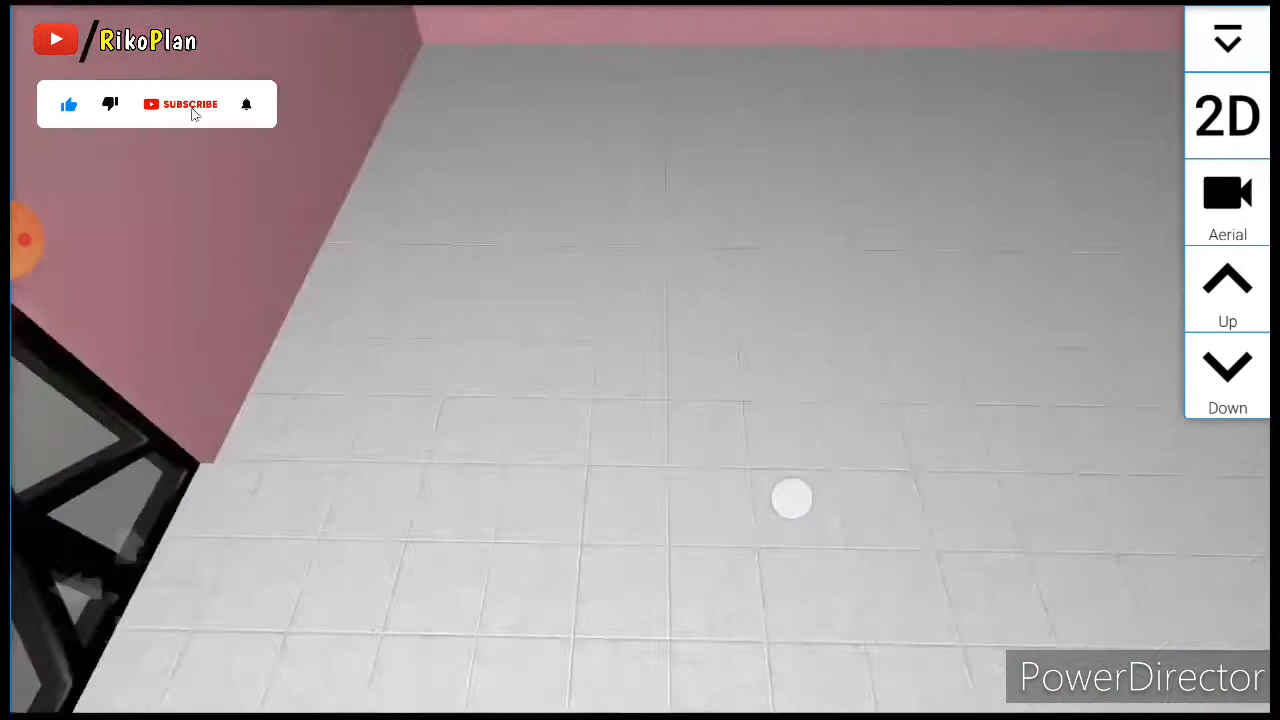 RikoPlan
SUBSCRIBE
2D
Aerial
Up
Down
PowerDirector